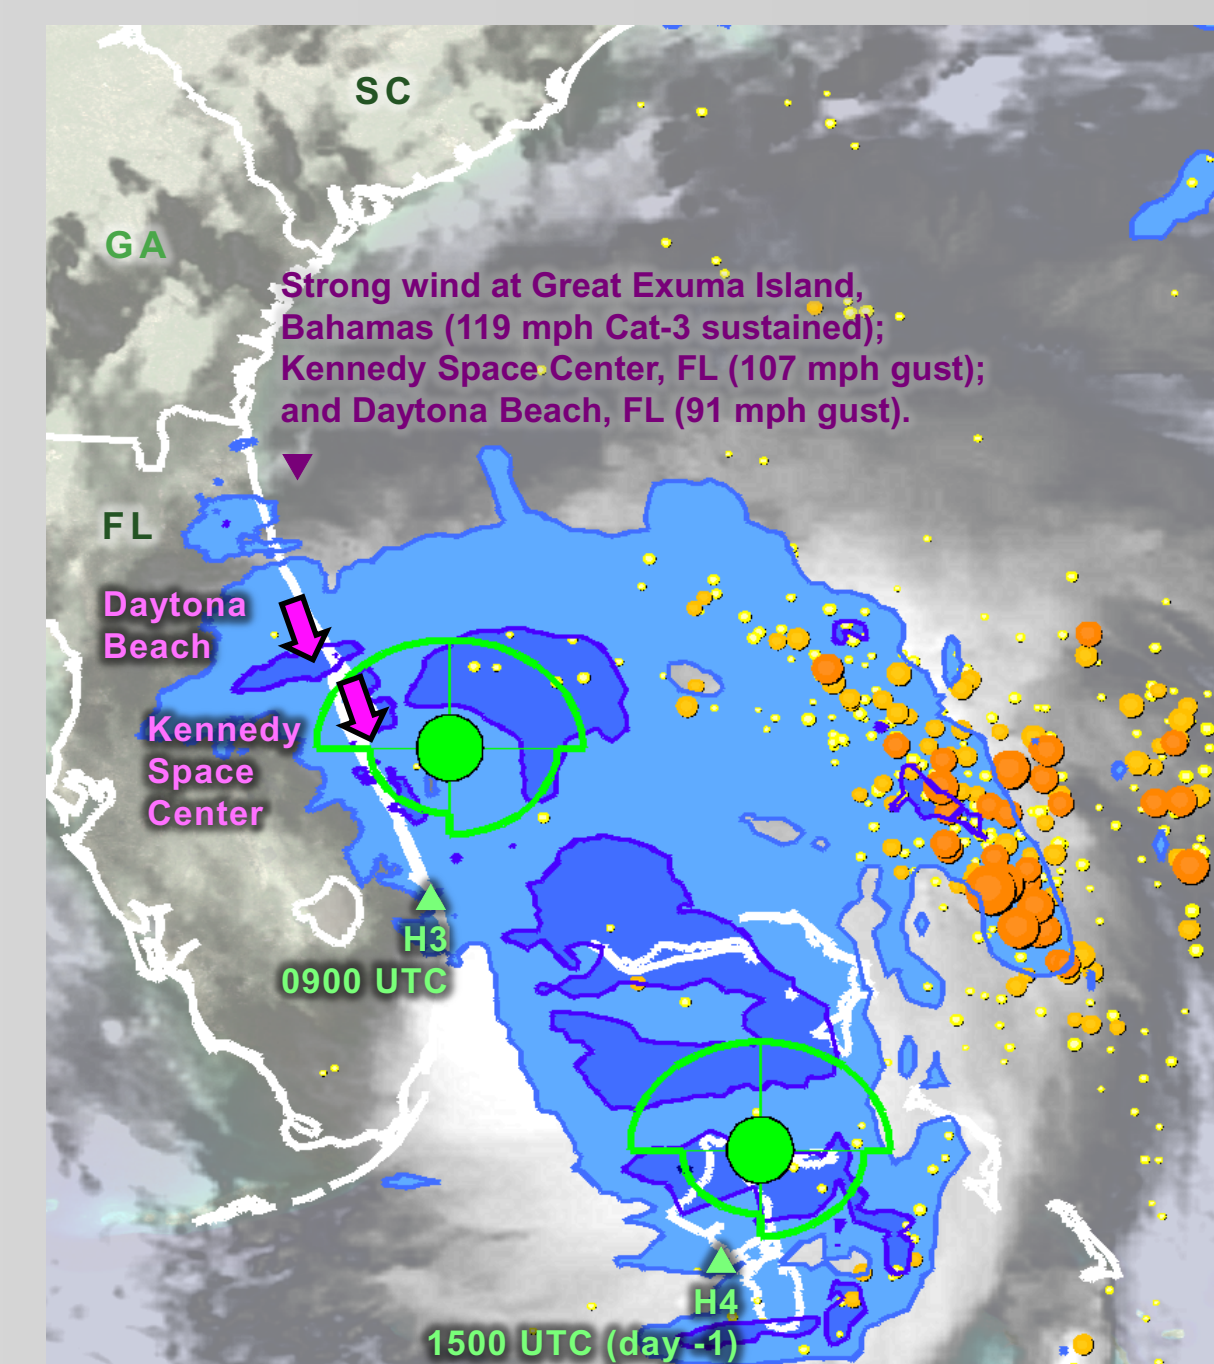 SC
GA
Strong wind at Great Exuma Island,
Bahamas (119 mph Cat-3 sustained);
Kennedy Space Center, FL (107 mph gust);
and Daytona Beach, FL (91 mph gust).
FL
Daytona
Beach
Kennedy
Space
Center
H3
0900 UTC
H4
1500 UTC (day -1)